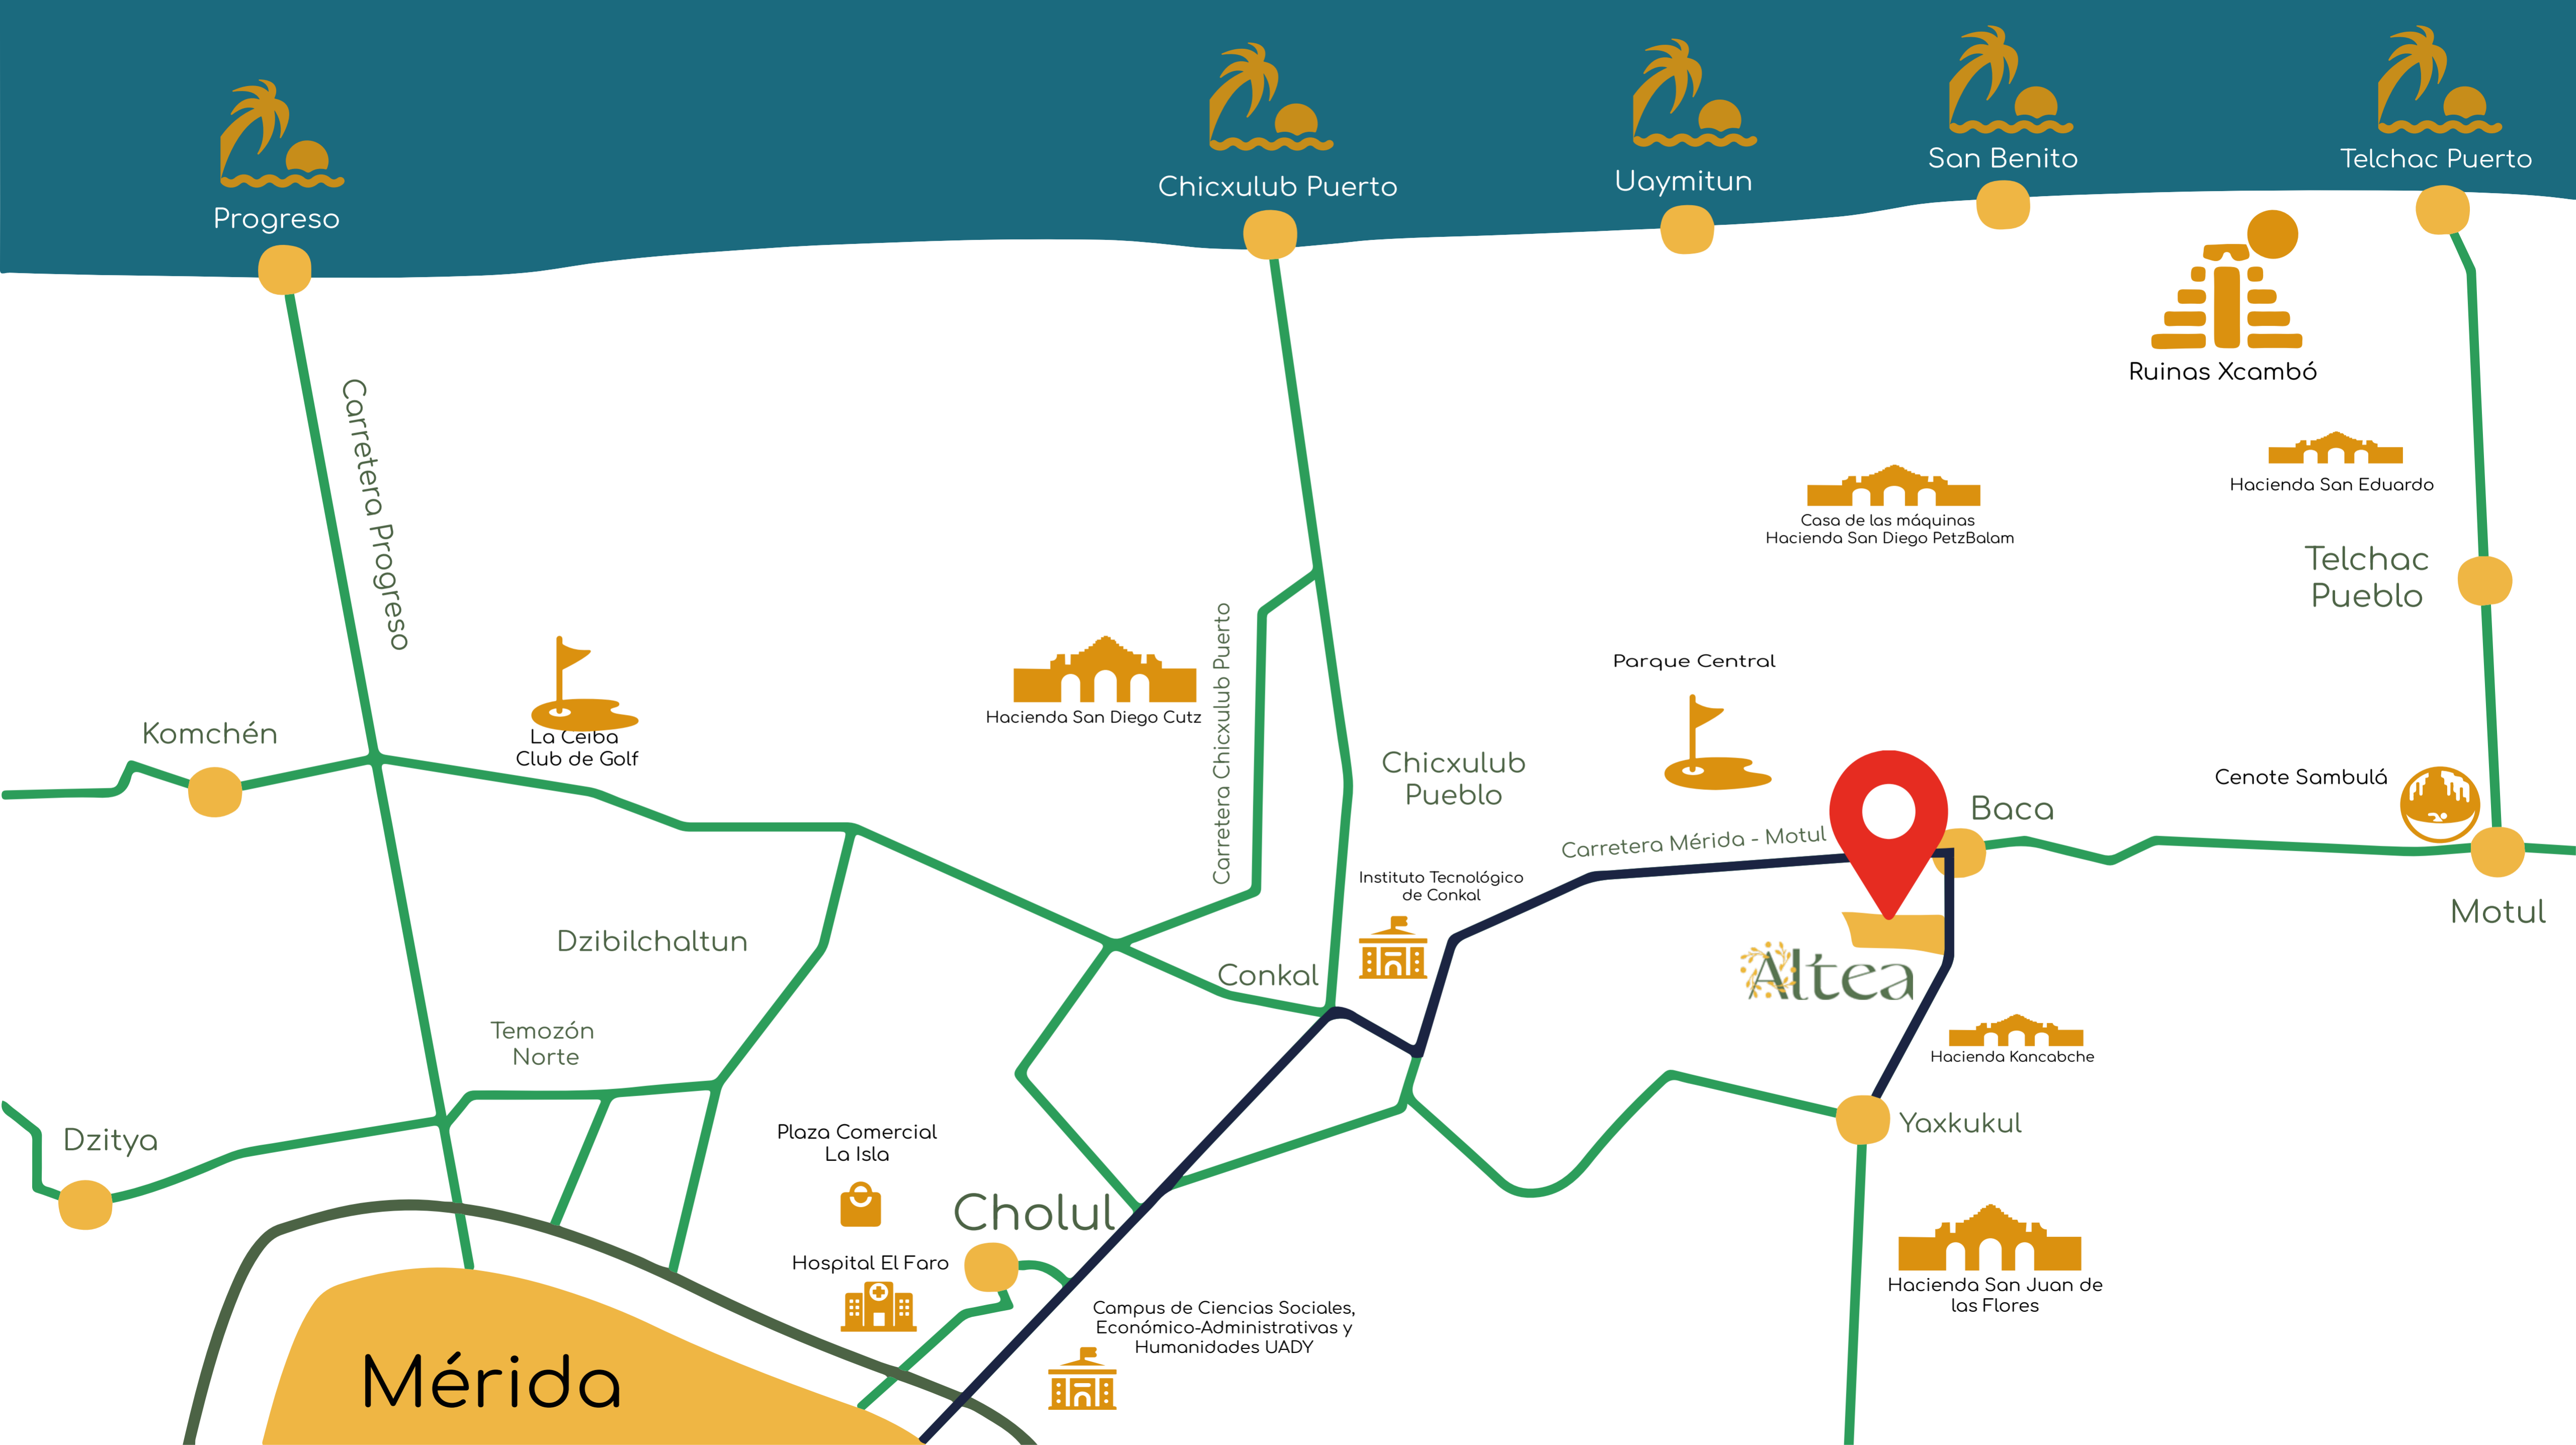 Progreso
Chicxulub Puerto
Uaymitun
San Benito
Telchac Puerto
Ruinas Xcambó
Carretera Progreso
Hacienda San Eduardo
Casa de las máquinas
Hacienda San Diego PetzBalam
Telchac
Pueblo
Carretera Chicxulub Puerto
Parque Central
Hacienda San Diego Cutz
Komchén
La Ceiba
Club de Golf
Chicxulub
Pueblo
Cenote Sambulá
Baca
Carretera Mérida - Motul
Instituto Tecnológico
de Conkal
Motul
Dzibilchaltun
Conkal
Altea
Temozón
Norte
Hacienda Kancabche
Yaxkukul
Dzitya
Plaza Comercial
La Isla
Cholul
Hospital El Faro
Hacienda San Juan de
las Flores
Campus de Ciencias Sociales,
Económico-Administrativas y
Humanidades UADY
Mérida